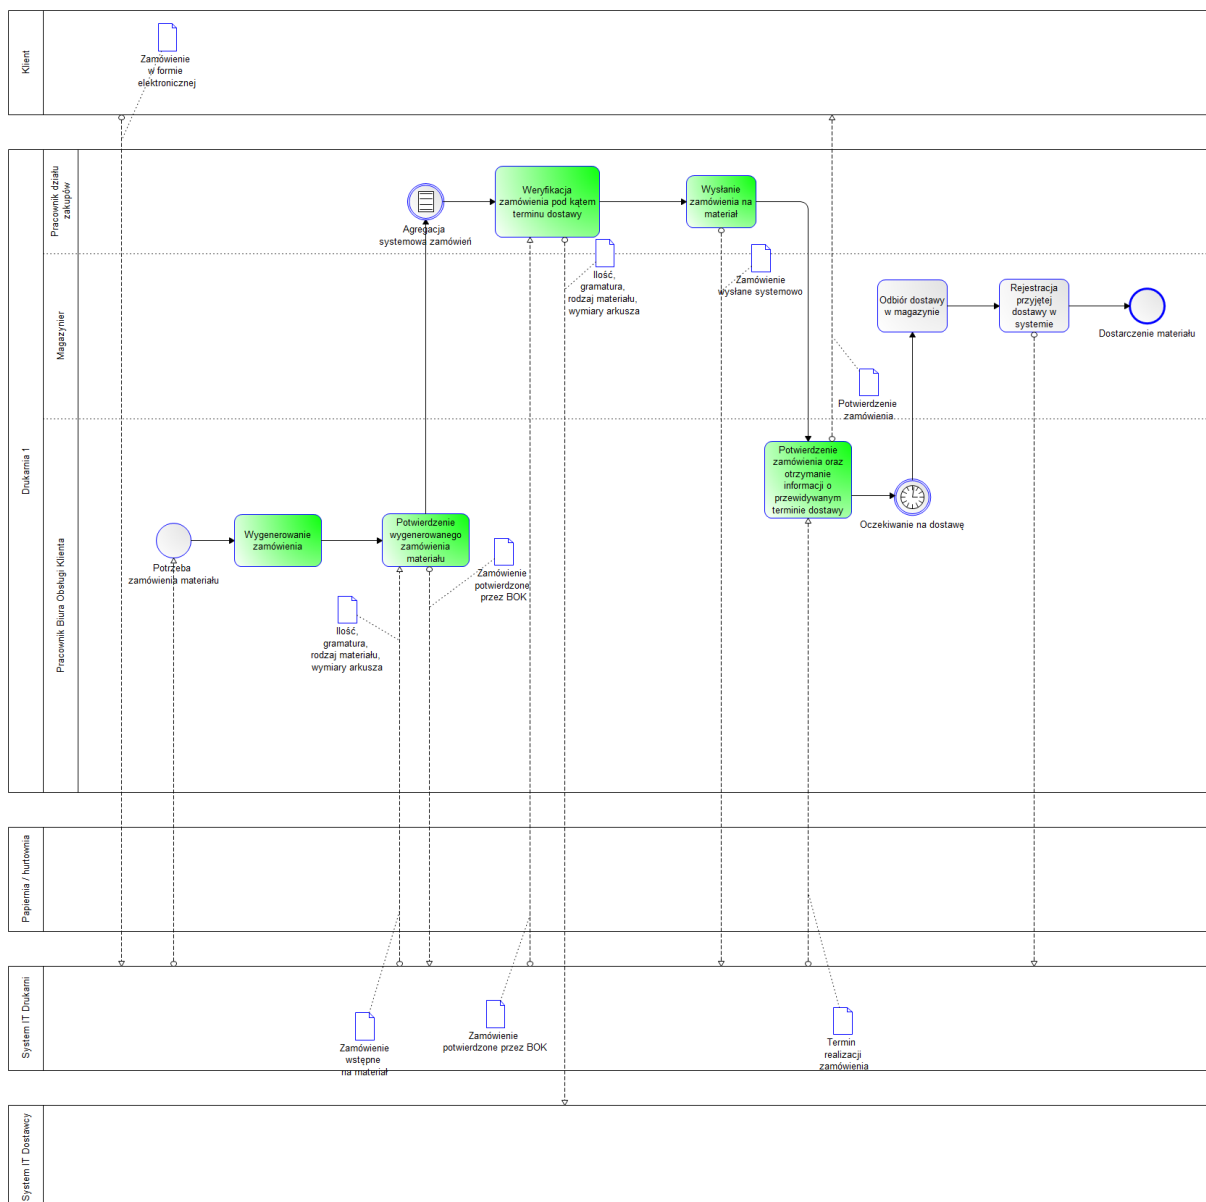 Klient
Zamówienie
w formie
elektronicznej
Drukarnia 1
Pracownik działu
zakupów
Agregacja
systemowa zamówień
Weryfikacja
zamówienia pod kątem
terminu dostawy
Wysłanie
zamówienia na
materiał
Ilość,
gramatura,
rodzaj materiału,
wymiary arkusza
Zamówienie
wysłane systemowo
Magazynier
Odbiór dostawy
w magazynie
Rejestracja
przyjętej
dostawy w
systemie
Dostarczenie materiału
Potwierdzenie
zamówienia
Pracownik Biura Obsługi Klienta
Potrzeba
zamówienia materiału
Wygenerowanie
zamówienia
Potwierdzenie
wygenerowanego
zamówienia
materiału
Zamówienie
potwierdzone
przez BOK
Ilość,
gramatura,
rodzaj materiału,
wymiary arkusza
Potwierdzenie
zamówienia oraz
otrzymanie
informacji o
przewidywanym
terminie dostawy
Oczekiwanie na dostawę
Papiernia / hurtownia
System IT Drukarni
Zamówienie
wstępne
na materiał
Zamówienie
potwierdzone przez BOK
Termin
realizacji
zamówienia
System IT Dostawcy